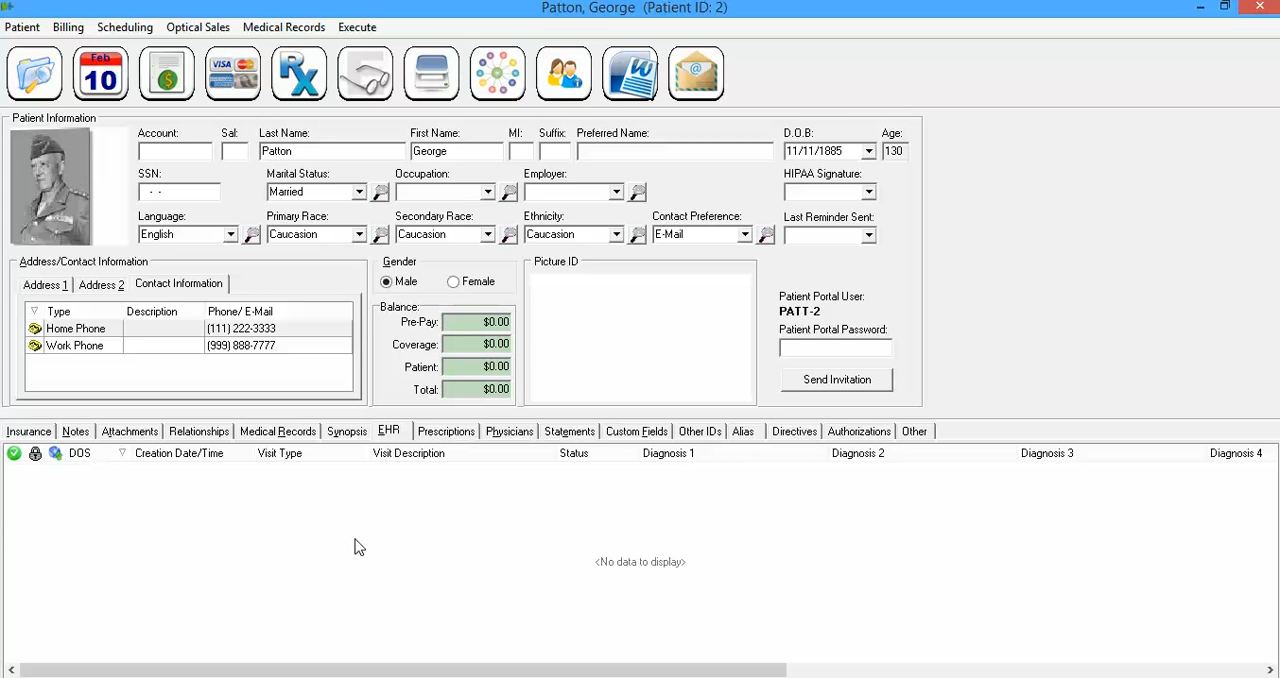 Patton, George (Patient ID: 2)
Patient Billing Scheduling Optical Sales Medical Records Execute
Feb
10
VISA
Rx
W
@
$
Patient Information
Account: Sal: Last Name: First Name: MI: Suffix: Preferred Name: D.O.B: Age:
Patton George 11/11/1885 130
SSN: Marital Status: Occupation: Employer: HIPAA Signature:
- - Married
Language: Primary Race: Secondary Race: Ethnicity: Contact Preference: Last Reminder Sent:
English Caucasion Caucasion Caucasion E-Mail
Address/Contact Information
Address 1 Address 2 Contact Information
Type Description Phone/ E-Mail
Home Phone (111) 222-3333
Work Phone (999) 888-7777
Gender
Male Female
Balance:
Pre-Pay: $0.00
Coverage: $0.00
Patient: $0.00
Total: $0.00
Picture ID
Patient Portal User:
PATT-2
Patient Portal Password:
Send Invitation
Insurance Notes Attachments Relationships Medical Records Synopsis EHR Prescriptions Physicians Statements Custom Fields Other IDs Alias Directives Authorizations Other
DOS Creation Date/Time Visit Type Visit Description Status Diagnosis 1 Diagnosis 2 Diagnosis 3 Diagnosis 4
<No data to display>